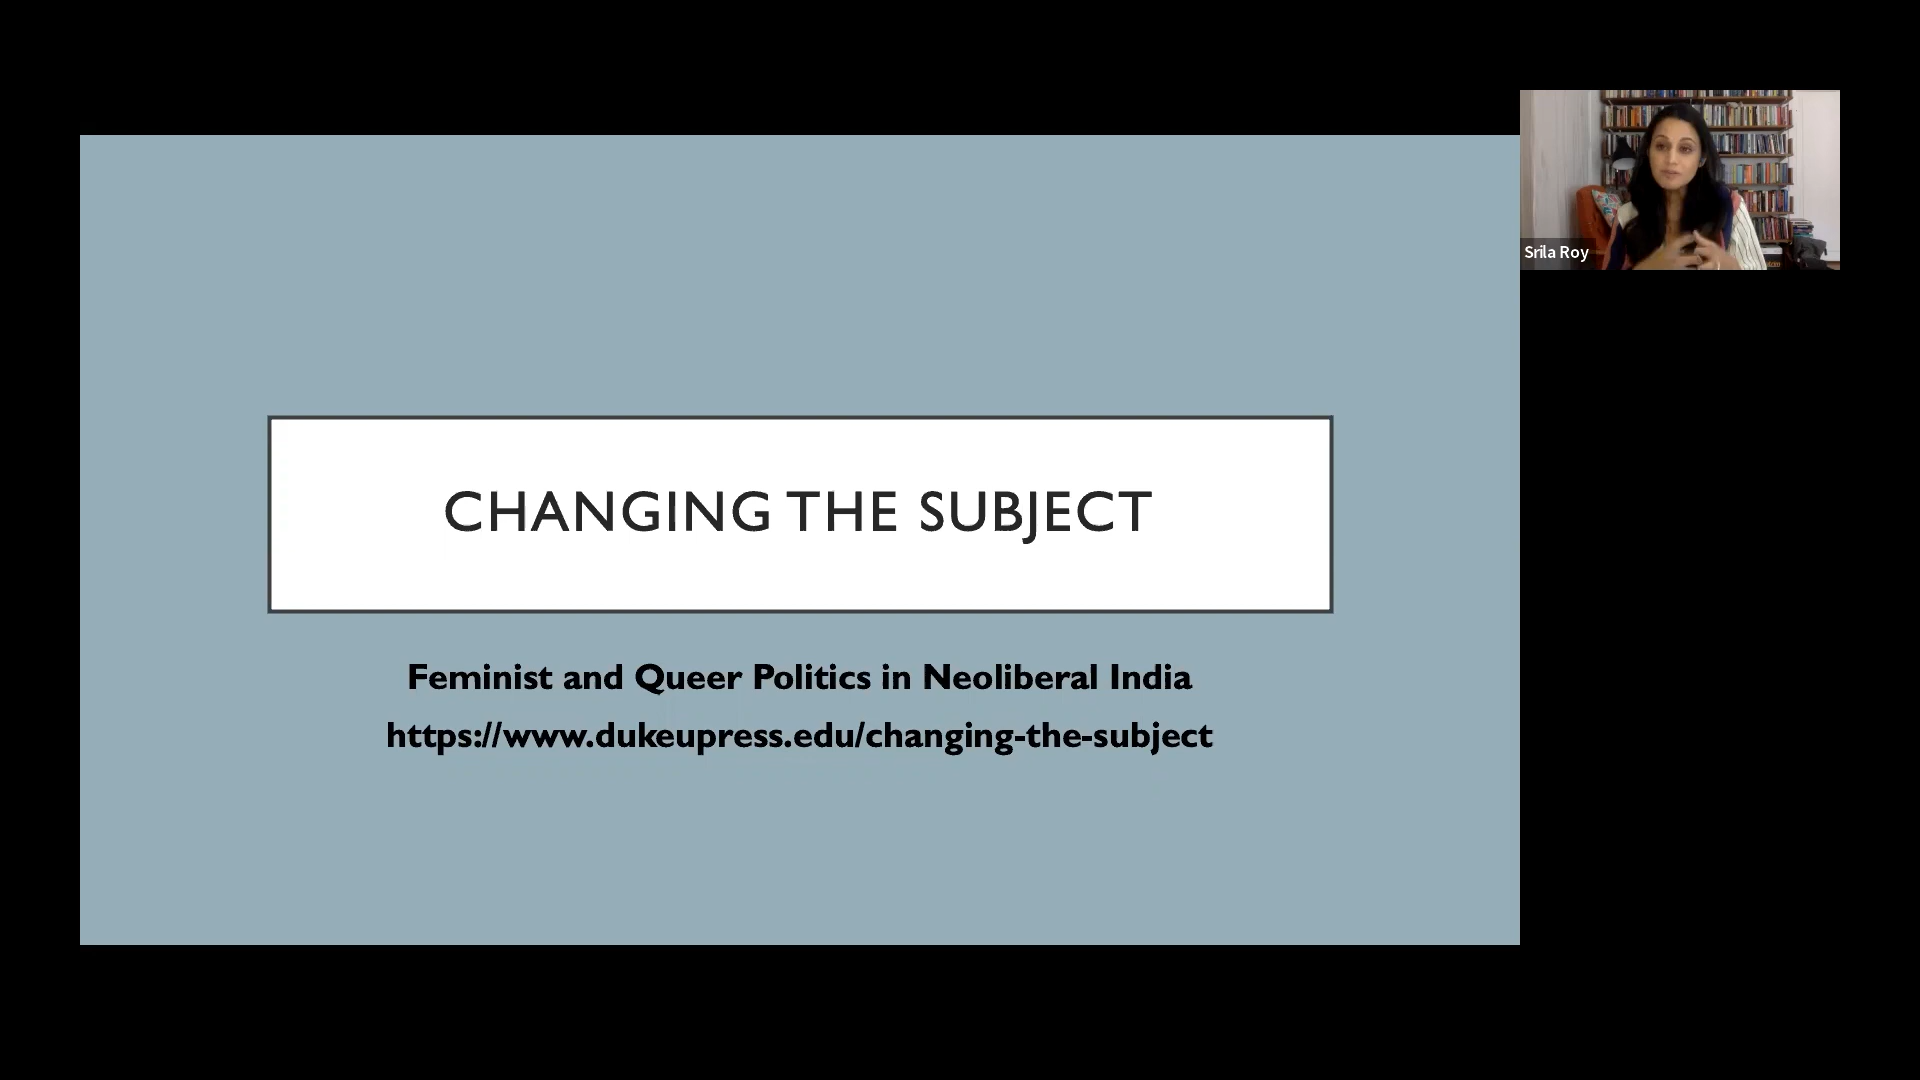 CHANGING THE SUBJECT
Feminist and Queer Politics in Neoliberal India
https://www.dukeupress.edu/changing-the-subject
Srila Roy